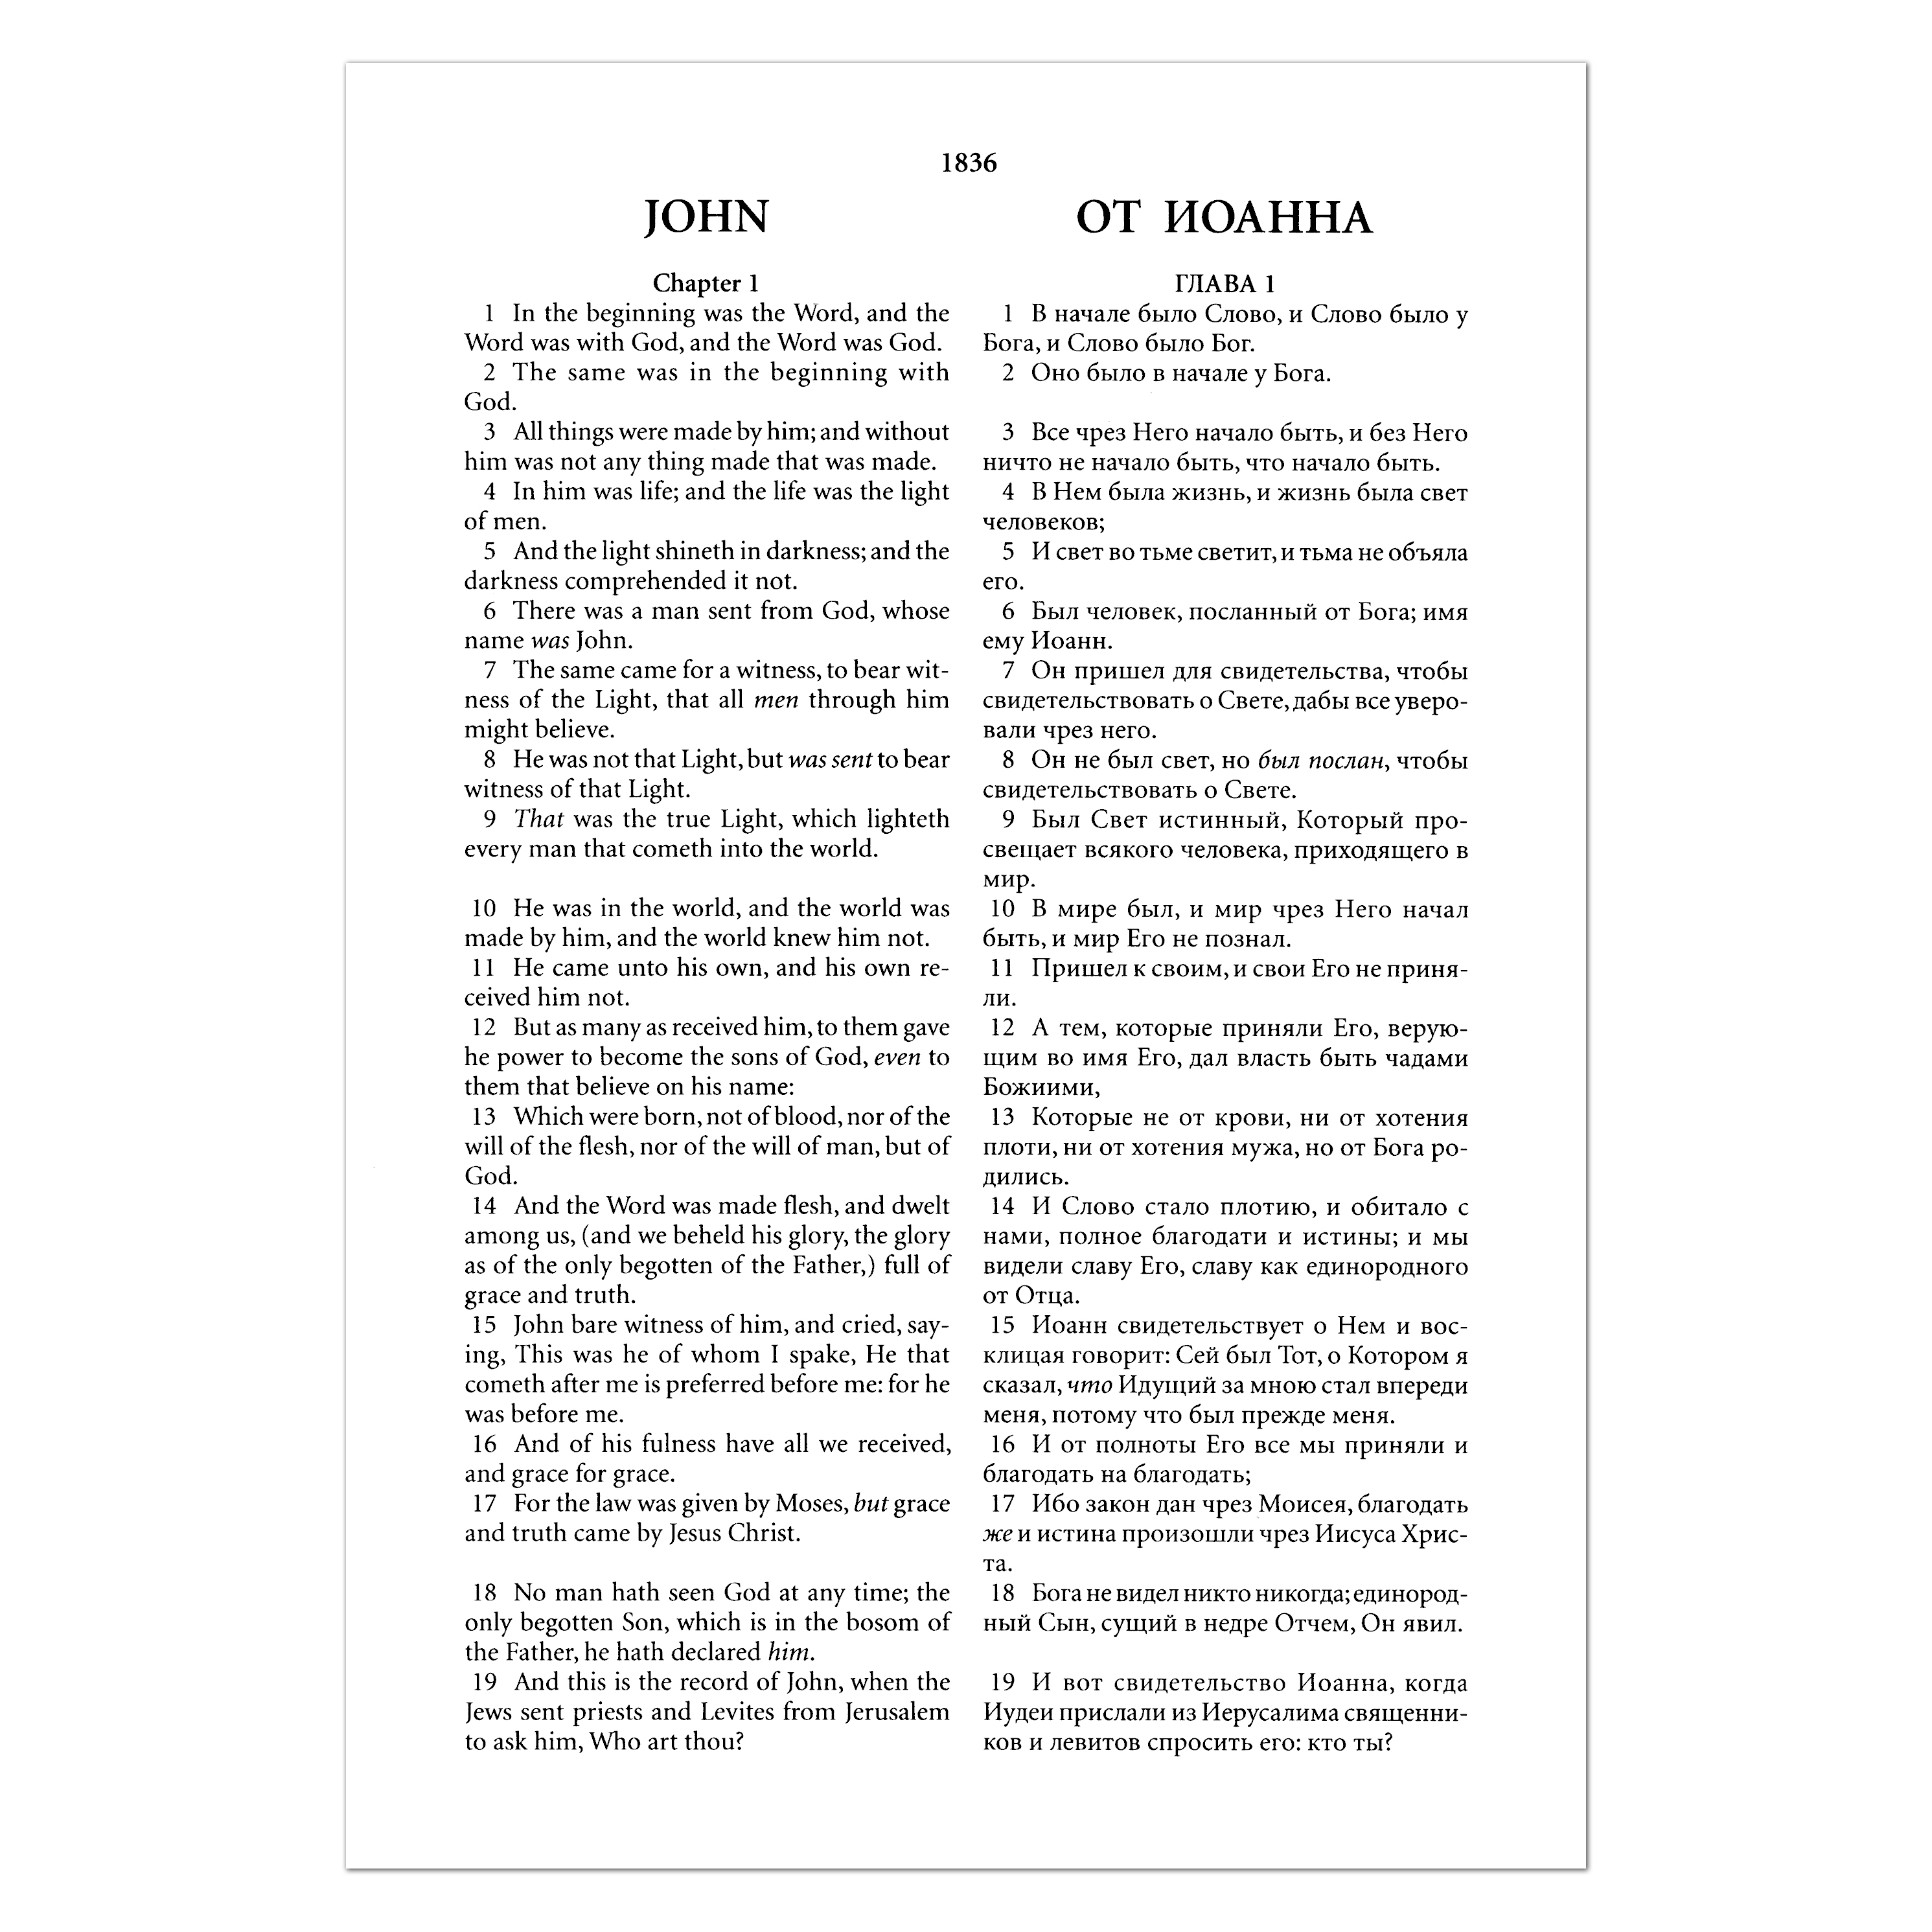 1836
JOHN
Chapter 1
1 In the beginning was the Word, and the
Word was with God, and the Word was God.
2 The same was in the beginning with
God.
3 All things were made by him; and without
him was not any thing made that was made.
4 In him was life; and the life was the light
of men.
5 And the light shineth in darkness; and the
darkness comprehended it not.
6 There was a man sent from God, whose
name was John.
7 The same came for a witness, to bear wit-
ness of the Light, that all men through him
might believe.
8 He was not that Light, but was sent to bear
witness of that Light.
9 That was the true Light, which lighteth
every man that cometh into the world.
10 He was in the world, and the world was
made by him, and the world knew him not.
11 He came unto his own, and his own re-
ceived him not.
12 But as many as received him, to them gave
he power to become the sons of God, even to
them that believe on his name:
13 Which were born, not of blood, nor of the
will of the flesh, nor of the will of man, but of
God.
14 And the Word was made flesh, and dwelt
among us, (and we beheld his glory, the glory
as of the only begotten of the Father,) full of
grace and truth.
15 John bare witness of him, and cried, say-
ing, This was he of whom I spake, He that
cometh after me is preferred before me: for he
was before me.
16 And of his fulness have all we received,
and grace for grace.
17 For the law was given by Moses, but grace
and truth came by Jesus Christ.
18 No man hath seen God at any time; the
only begotten Son, which is in the bosom of
the Father, he hath declared him.
19 And this is the record of John, when the
Jews sent priests and Levites from Jerusalem
to ask him, Who art thou?
ОТ ИОАННА
ГЛАВА 1
1 В начале было Слово, и Слово было у
Бога, и Слово было Бог.
2 Оно было в начале у Бога.
3 Все чрез Него начало быть, и без Него
ничто не начало быть, что начало быть.
4 В Нем была жизнь, и жизнь была свет
человеков;
5 И свет во тьме светит, и тьма не объяла
его.
6 Был человек, посланный от Бога; имя
ему Иоанн.
7 Он пришел для свидетельства, чтобы
свидетельствовать о Свете, дабы все уверо-
вали чрез него.
8 Он не был свет, но был послан, чтобы
свидетельствовать о Свете.
9 Был Свет истинный, Который про-
свещает всякого человека, приходящего в
мир.
10 В мире был, и мир чрез Него начал
быть, и мир Его не познал.
11 Пришел к своим, и свои Его не приня-
ли.
12 А тем, которые приняли Его, верую-
щим во имя Его, дал власть быть чадами
Божиими,
13 Которые не от крови, ни от хотения
плоти, ни от хотения мужа, но от Бога ро-
дились.
14 И Слово стало плотию, и обитало с
нами, полное благодати и истины; и мы
видели славу Его, славу как единородного
от Отца.
15 Иоанн свидетельствует о Нем и вос-
клицая говорит: Сей был Тот, о Котором я
сказал, что Идущий за мною стал впереди
меня, потому что был прежде меня.
16 И от полноты Его все мы приняли и
благодать на благодать;
17 Ибо закон дан чрез Моисея, благодать
же и истина произошли чрез Иисуса Хрис-
та.
18 Бога не видел никто никогда; единород-
ный Сын, сущий в недре Отчем, Он явил.
19 И вот свидетельство Иоанна, когда
Иудеи прислали из Иерусалима священни-
ков и левитов спросить его: кто ты?